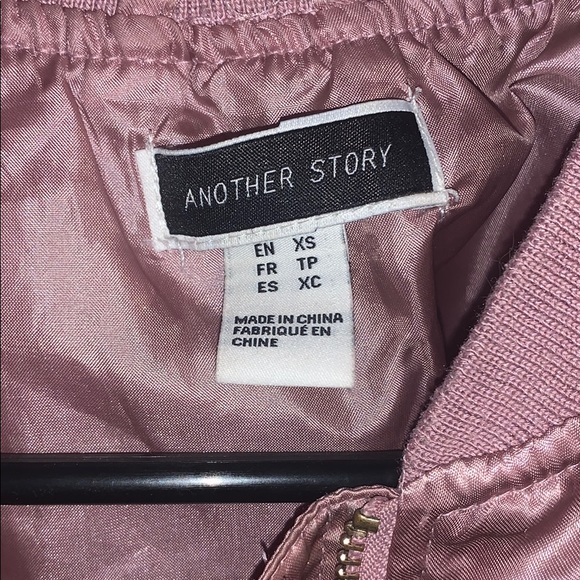 ANOTHER STORY
EN XS
FR TP
ES XC
MADE IN CHINA
FABRIQUÉ EN
CHINE